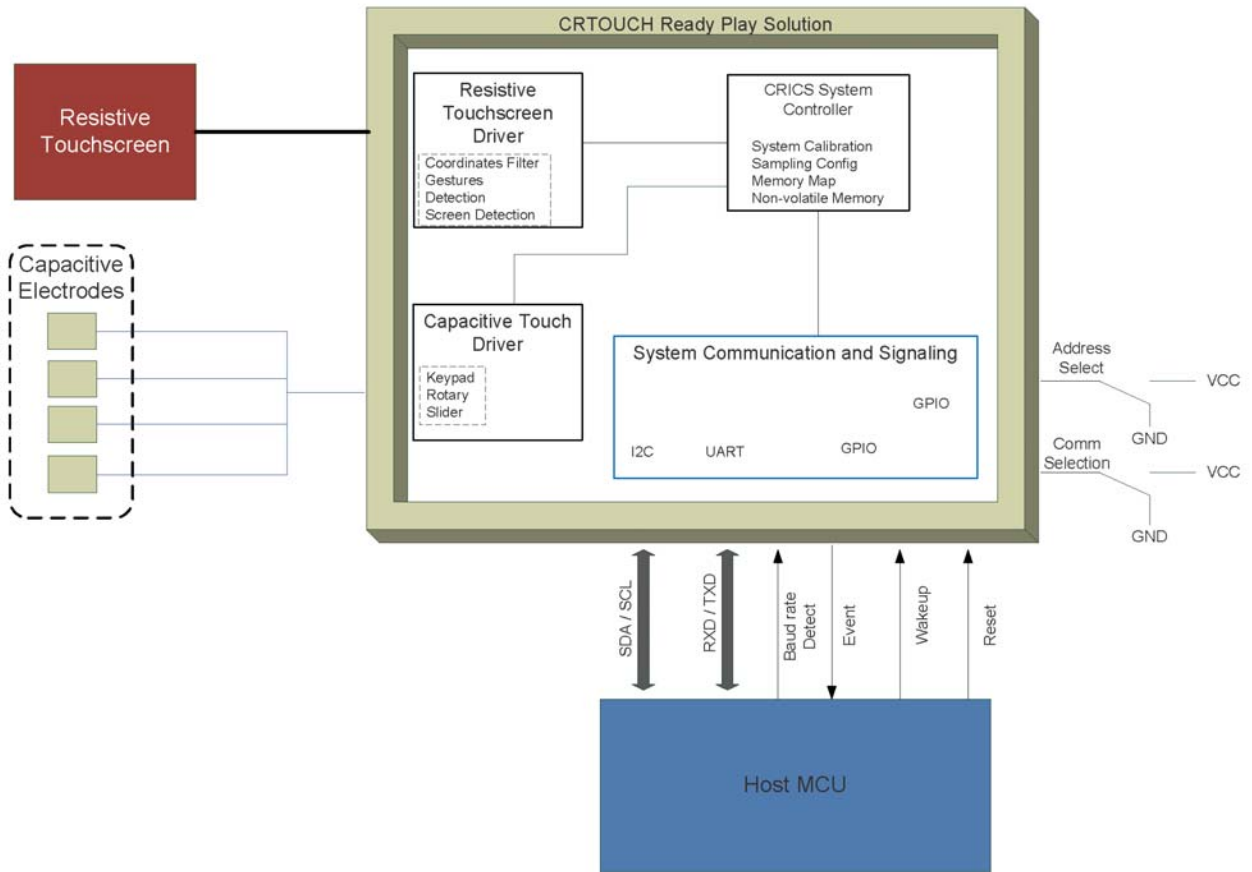 CRTOUCH Ready Play Solution
Resistive
Touchscreen
Resistive
Touchscreen
Driver
Coordinates Filter
Gestures
Detection
Screen Detection
CRICS System
Controller
System Calibration
Sampling Config
Memory Map
Non-volatile Memory
Capacitive
Electrodes
Capacitive Touch
Driver
Keypad
Rotary
Slider
System Communication and Signaling
GPIO
I2C
UART
GPIO
Address
Select
VCC
GND
Comm
Selection
VCC
GND
SDA / SCL
RXD / TXD
Baud rate
Detect
Event
Wakeup
Reset
Host MCU